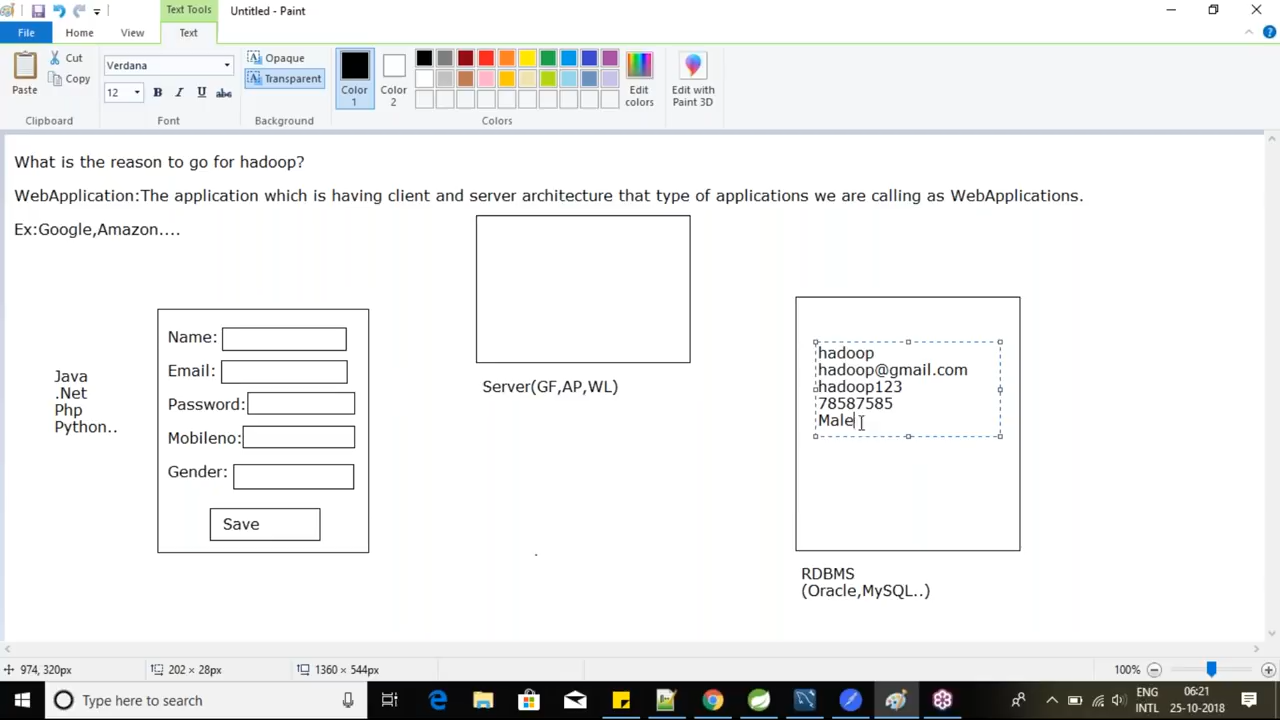 Text Tools
Untitled - Paint
File
Home
View
Text
Paste
Cut
Copy
Clipboard
Verdana
12
B I U abc
Font
Opaque
Transparent
Background
Color 1
Color 2
Edit colors
Colors
Edit with Paint 3D
What is the reason to go for hadoop?
WebApplication:The application which is having client and server architecture that type of applications we are calling as WebApplications.
Ex:Google,Amazon....
Java
.Net
Php
Python..
Name:
Email:
Password:
Mobileno:
Gender:
Save
Server(GF,AP,WL)
hadoop
hadoop@gmail.com
hadoop123
78587585
Male
RDBMS
(Oracle,MySQL..)
974, 320px
202 × 28px
1360 × 544px
100%
Type here to search
ENG
INTL
06:21
25-10-2018